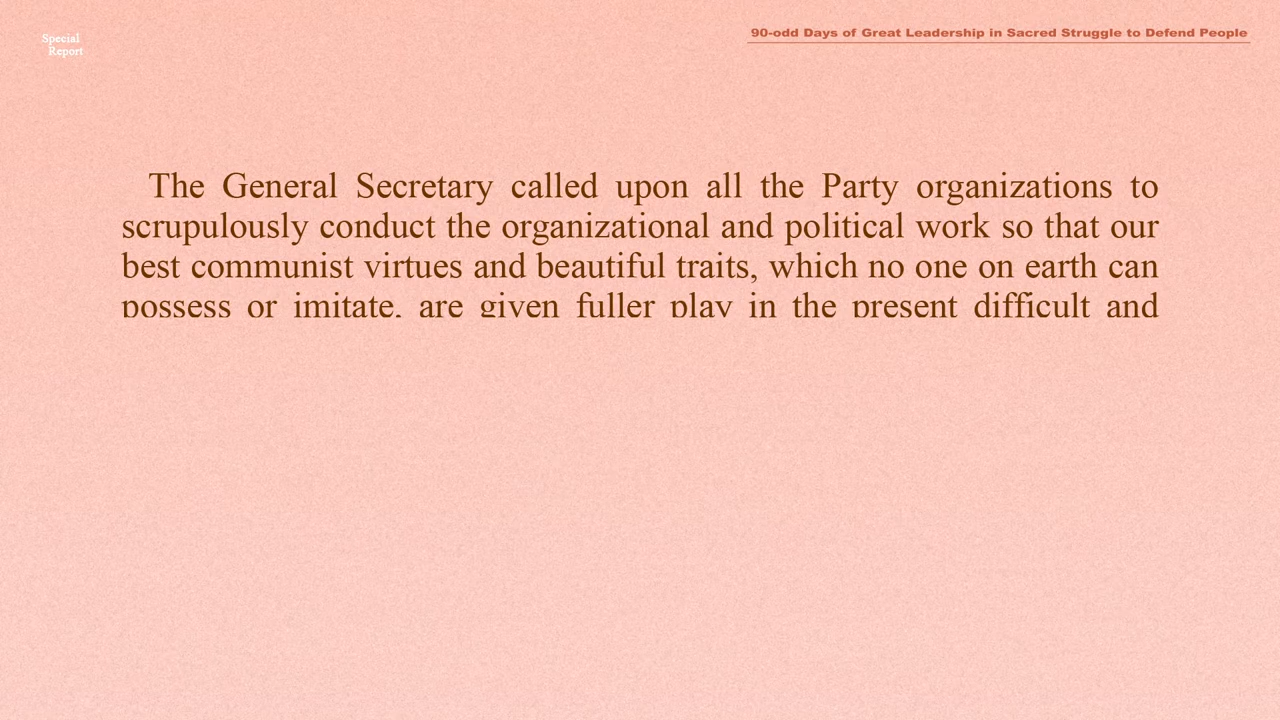 Special
Report
90-odd Days of Great Leadership in Sacred Struggle to Defend People
The General Secretary called upon all the Party organizations to
scrupulously conduct the organizational and political work so that our
best communist virtues and beautiful traits, which no one on earth can
possess or imitate, are given fuller play in the present difficult and